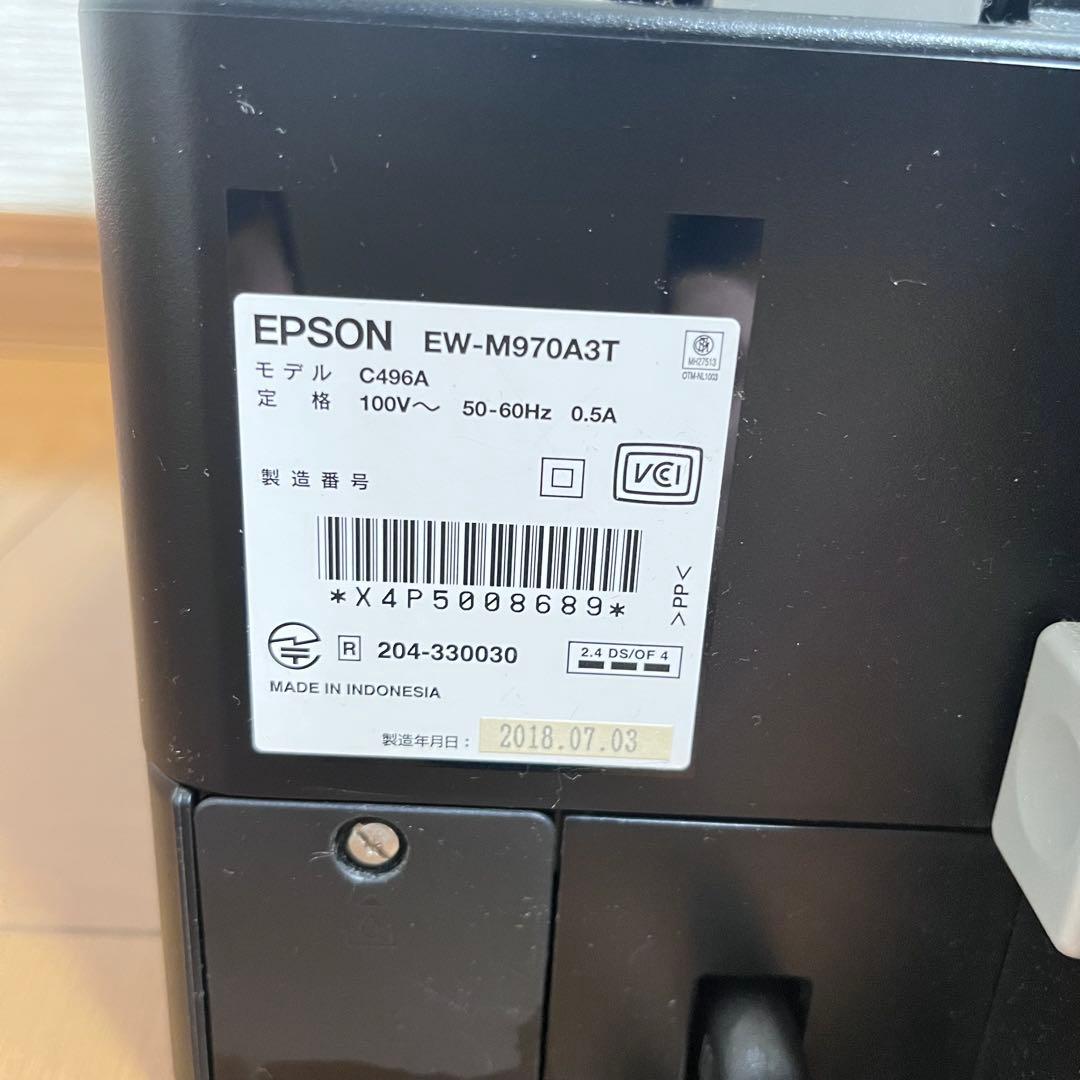 EPSON EW-M970A3T
MH27513
OTM-NL1003
モデル C496A
定格 100V～ 50-60Hz 0.5A
製造番号
VCCI
*X4P5008689*
>PP<
R 204-330030
2.4 DS/OF 4
MADE IN INDONESIA
製造年月日： 2018.07.03